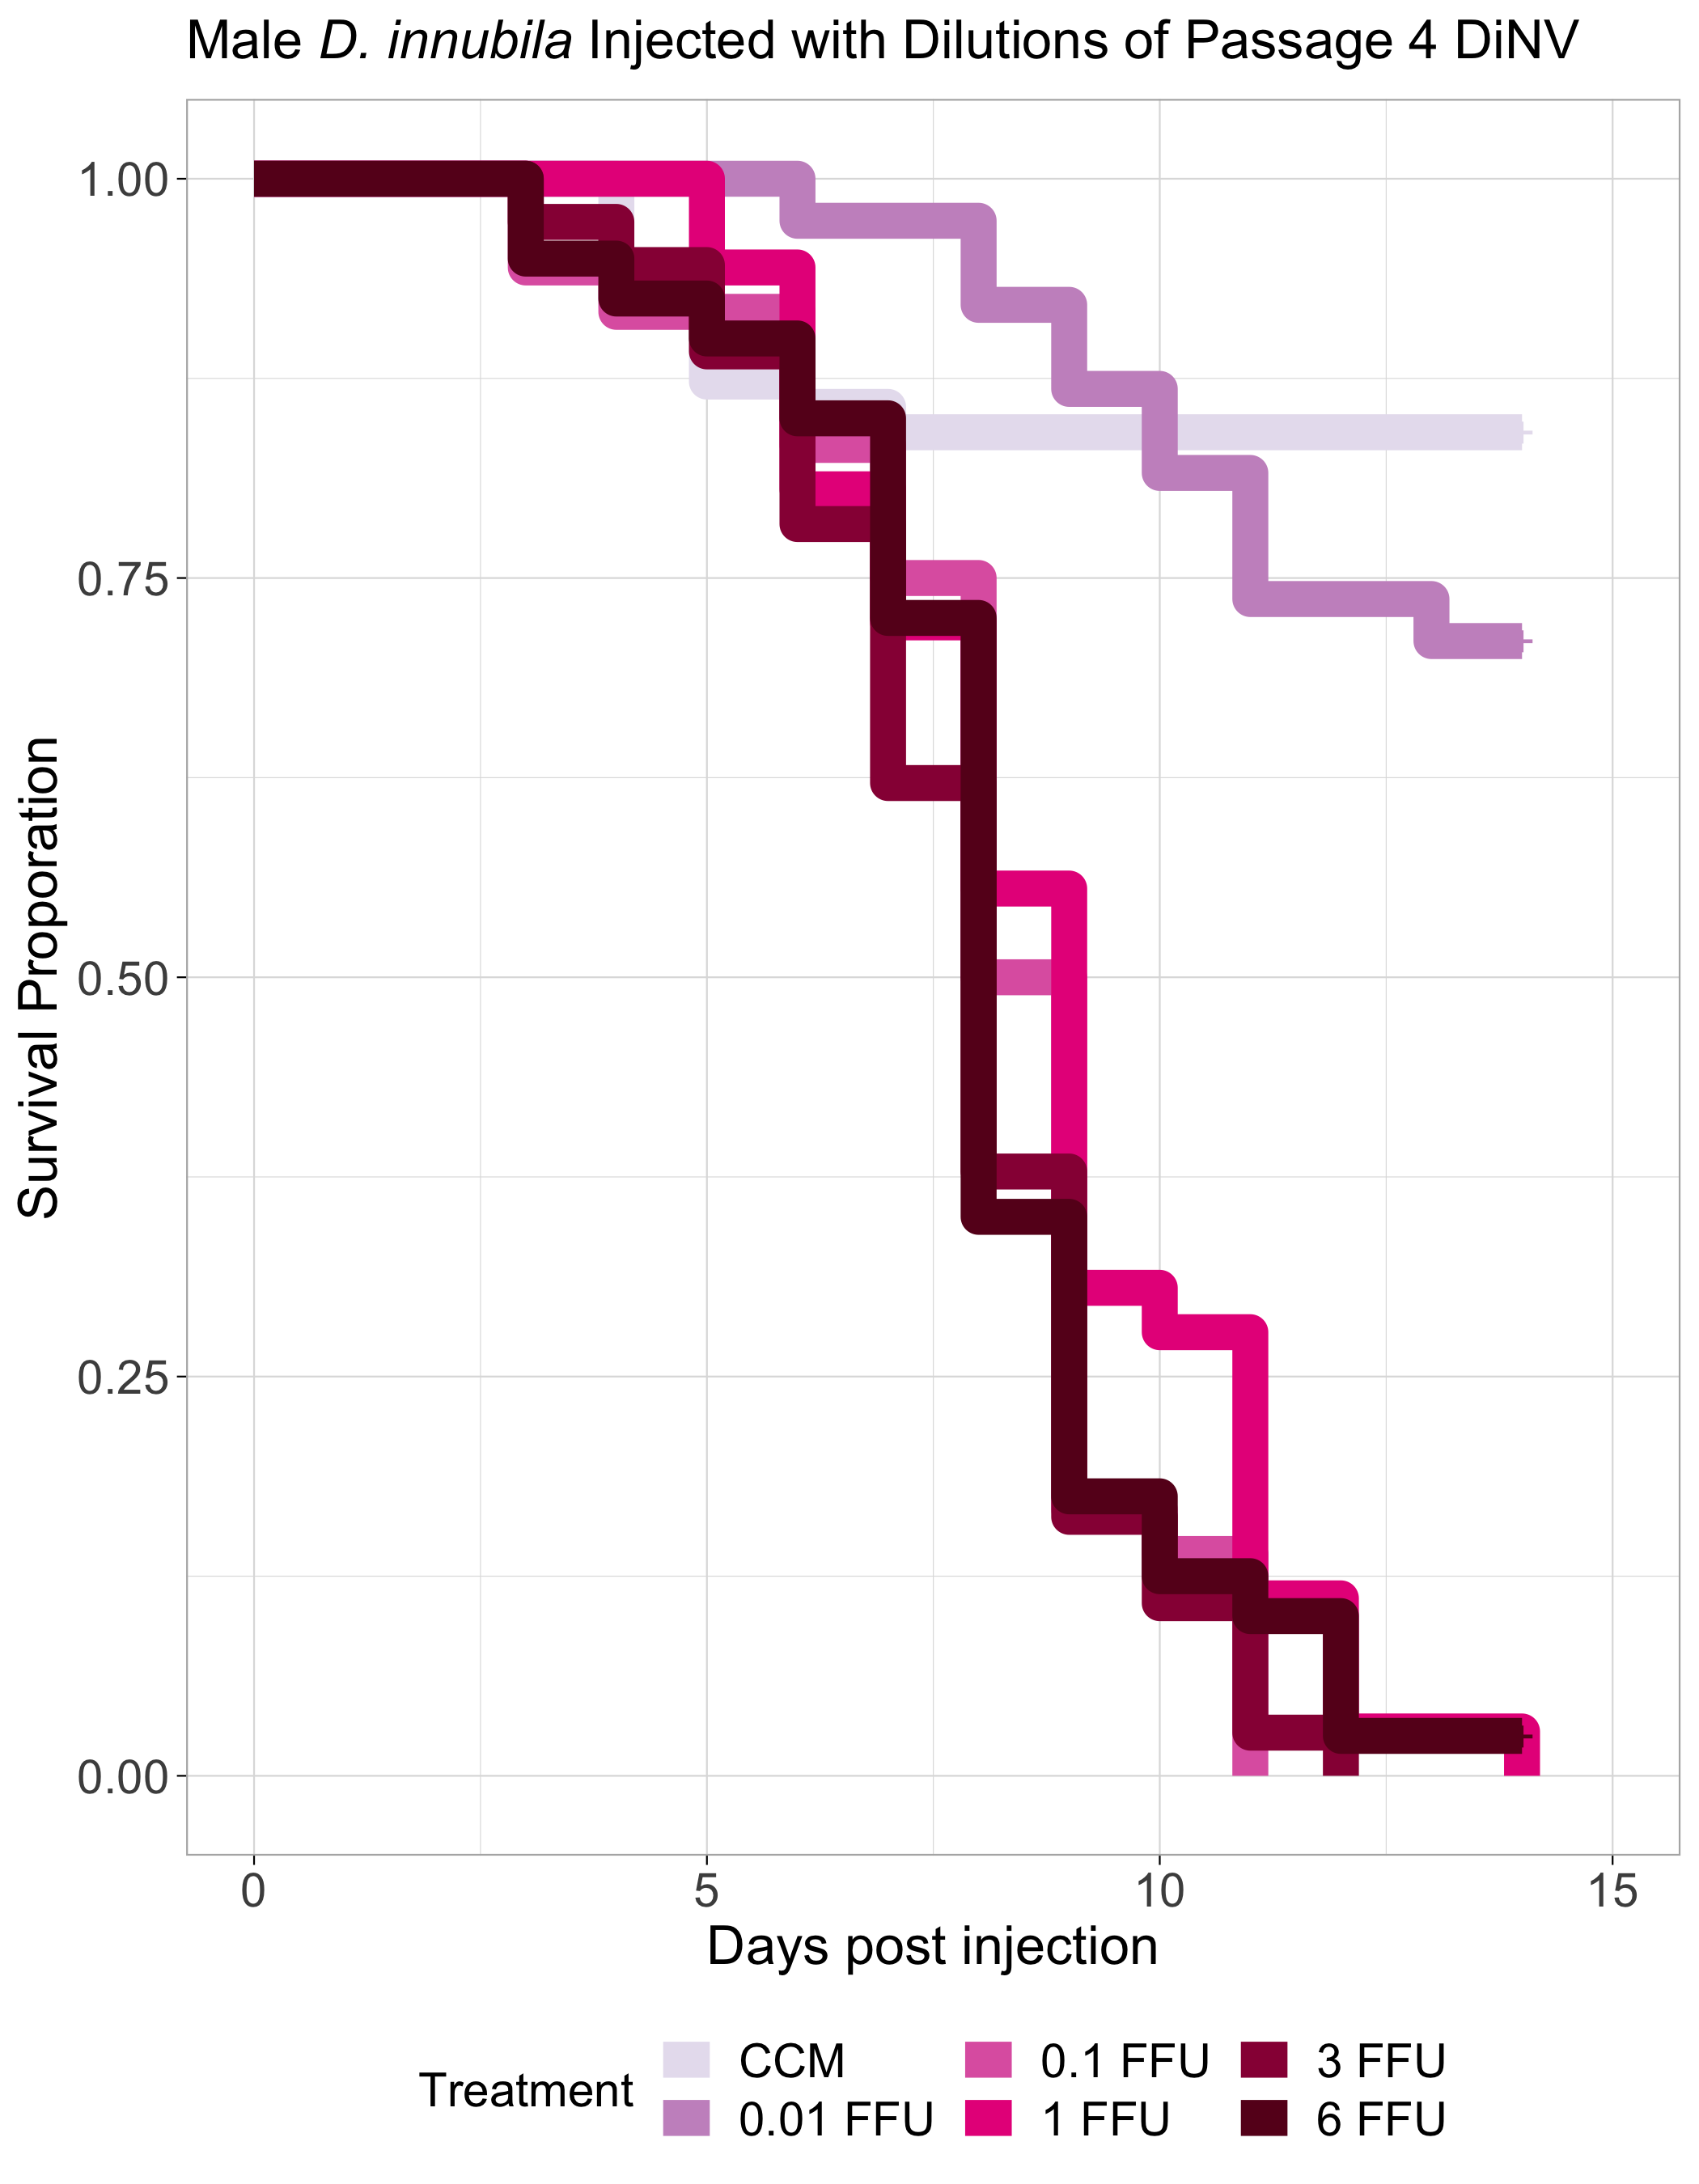 Male D. innubila Injected with Dilutions of Passage 4 DiNV
Survival Proporation
1.00
0.75
0.50
0.25
0.00
0 5 10 15
Days post injection
Treatment
CCM 0.1 FFU 3 FFU
0.01 FFU 1 FFU 6 FFU